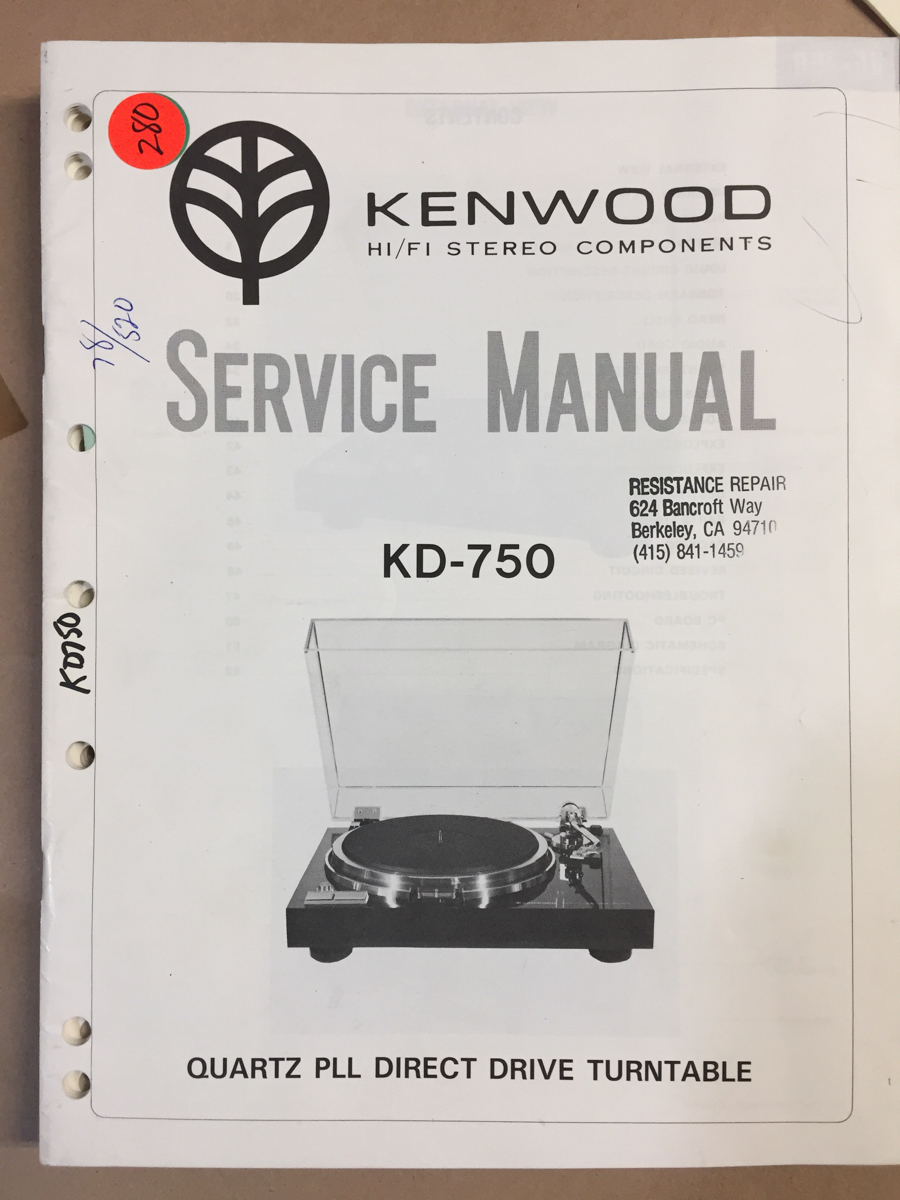 280
KENWOOD
HI/FI STEREO COMPONENTS
781/520
SERVICE MANUAL
RESISTANCE REPAIR
624 Bancroft Way
Berkeley, CA 94710
(415) 841-1459
KD-750
KD750
QUARTZ PLL DIRECT DRIVE TURNTABLE